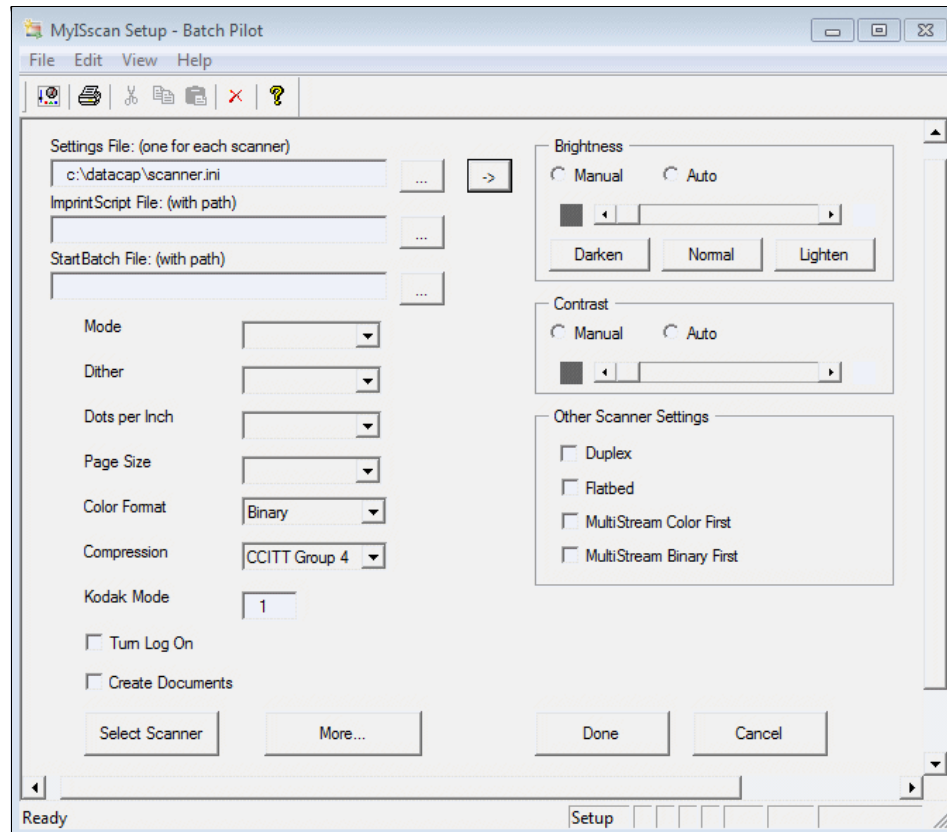 MyISscan Setup - Batch Pilot
File Edit View Help
Settings File: (one for each scanner)
c:\datacap\scanner.ini
...
->
ImprintScript File: (with path)
...
StartBatch File: (with path)
...
Mode
Dither
Dots per Inch
Page Size
Color Format
Binary
Compression
CCITT Group 4
Kodak Mode
1
Turn Log On
Create Documents
Select Scanner
More...
Brightness
Manual
Auto
Darken
Normal
Lighten
Contrast
Manual
Auto
Other Scanner Settings
Duplex
Flatbed
MultiStream Color First
MultiStream Binary First
Done
Cancel
Ready
Setup